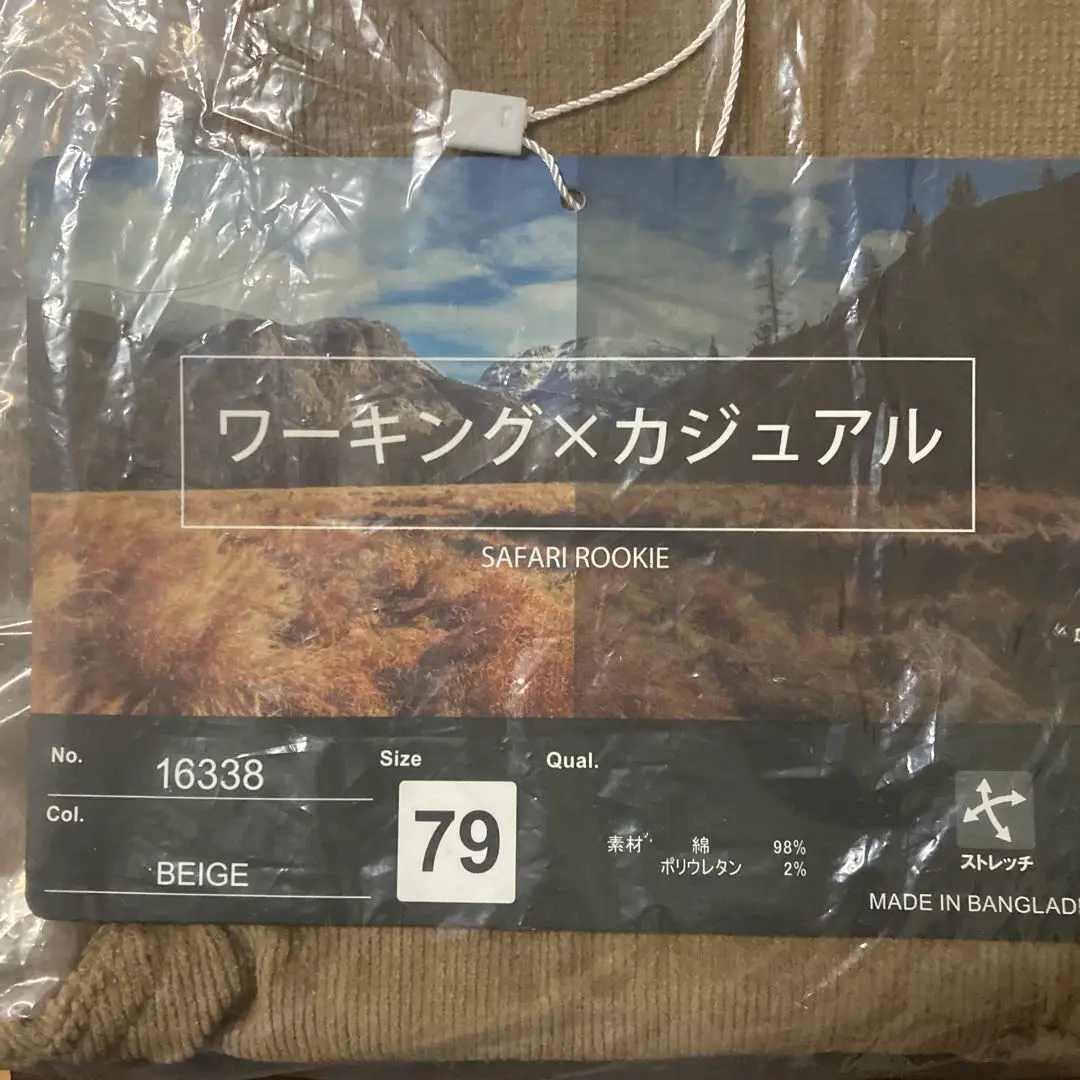 ワーキング×カジュアル
SAFARI ROOKIE
No. 16338
Size
79
Col. BEIGE
Qual.
素材 綿 98%
ポリウレタン 2%
ストレッチ
MADE IN